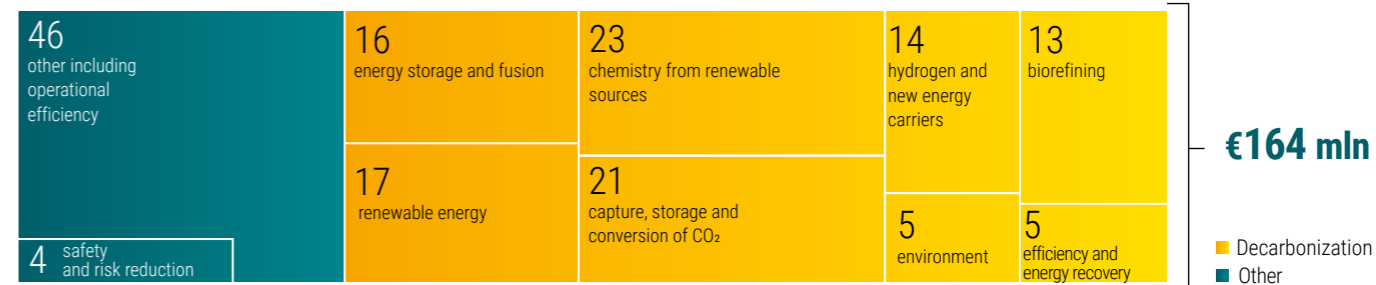 46
other including
operational
efficiency
4
safety
and risk reduction
16
energy storage and fusion
17
renewable energy
23
chemistry from renewable
sources
21
capture, storage and
conversion of CO₂
14
hydrogen and
new energy
carriers
5
environment
13
biorefining
5
efficiency and
energy recovery
€164 mln
Decarbonization
Other